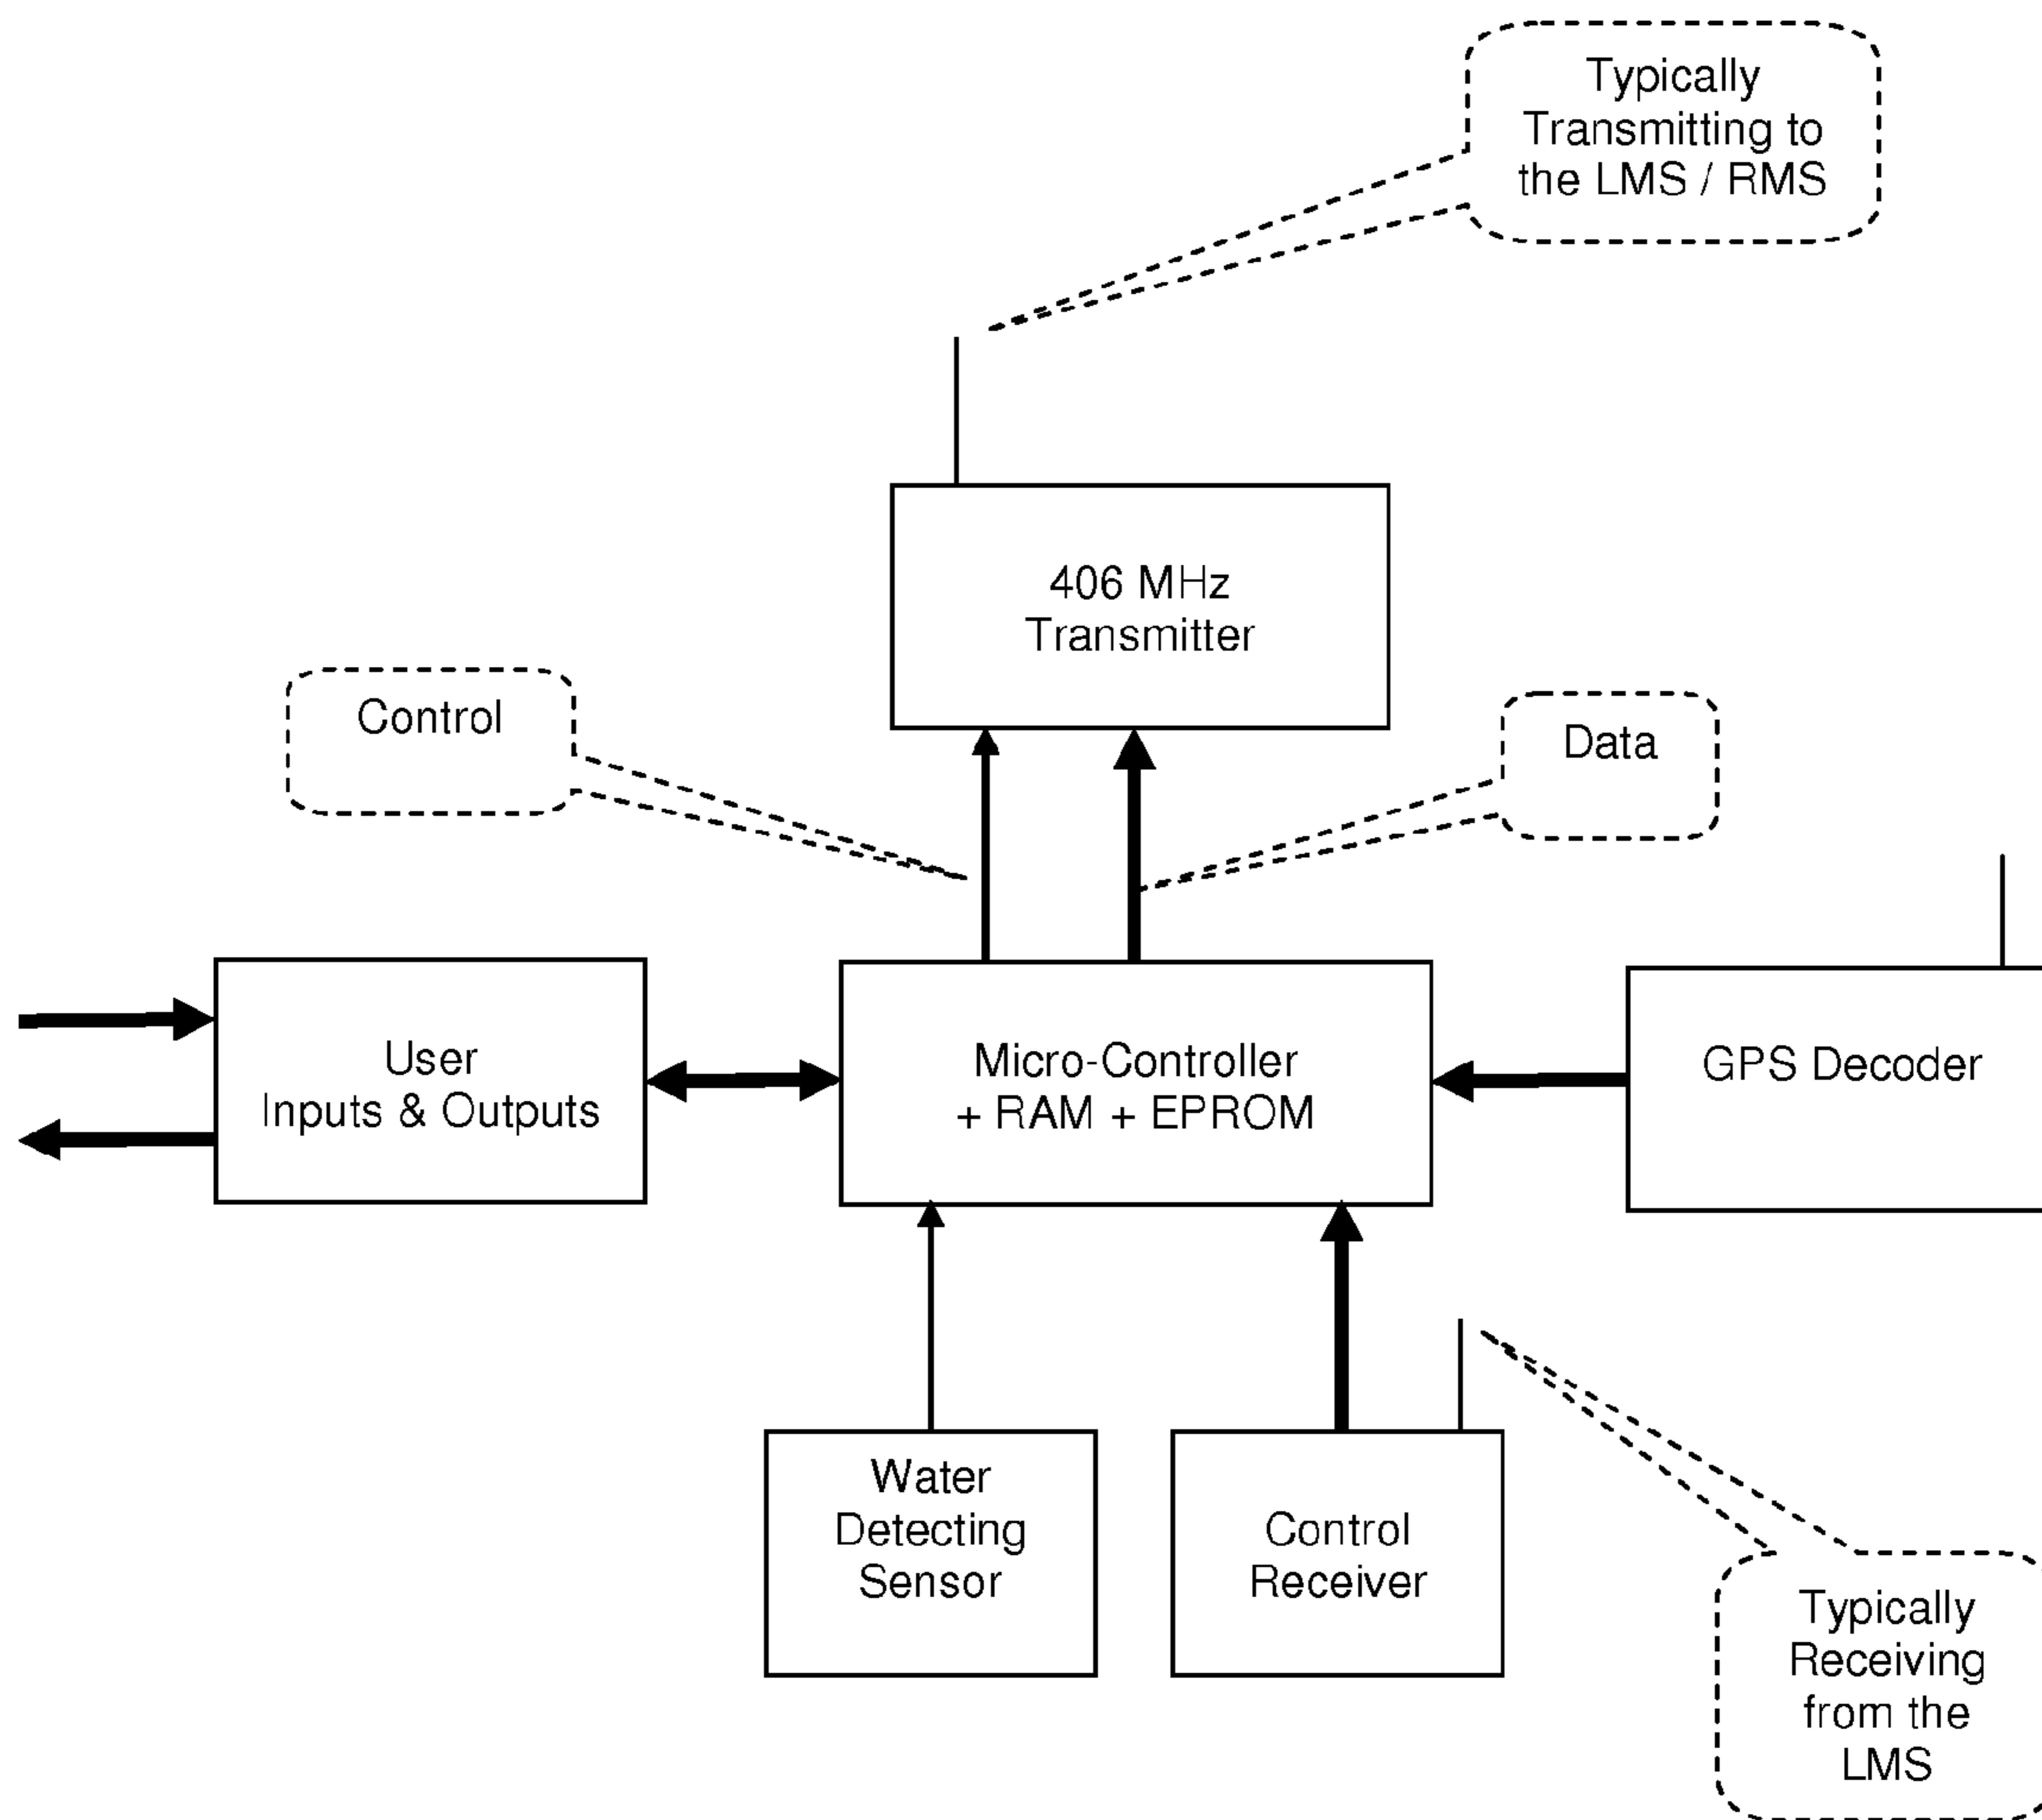 Typically
Transmitting to
the LMS / RMS
406 MHz
Transmitter
Control
Data
User
Inputs & Outputs
Micro-Controller
+ RAM + EPROM
GPS Decoder
Water
Detecting
Sensor
Control
Receiver
Typically
Receiving
from the
LMS